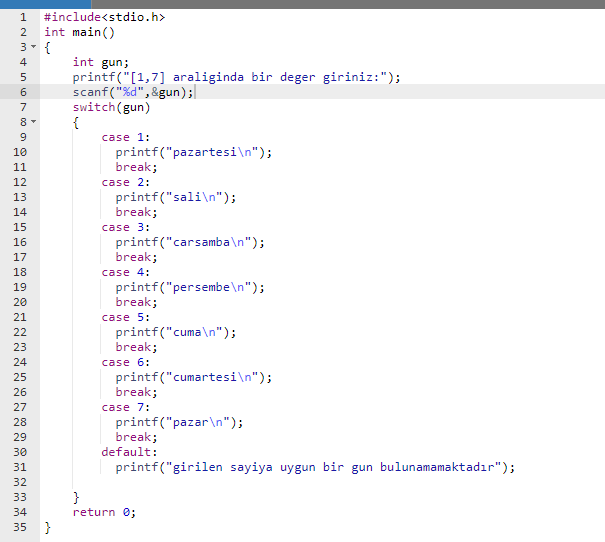 1 #include<stdio.h>
2 int main()
3 {
4 int gun;
5 printf("[1,7] araliginda bir deger giriniz:");
6 scanf("%d",&gun);
7 switch(gun)
8 {
9 case 1:
10 printf("pazartesi\n");
11 break;
12 case 2:
13 printf("sali\n");
14 break;
15 case 3:
16 printf("carsamba\n");
17 break;
18 case 4:
19 printf("persembe\n");
20 break;
21 case 5:
22 printf("cuma\n");
23 break;
24 case 6:
25 printf("cumartesi\n");
26 break;
27 case 7:
28 printf("pazar\n");
29 break;
30 default:
31 printf("girilen sayiya uygun bir gun bulunamamaktadır");
32
33 }
34 return 0;
35 }